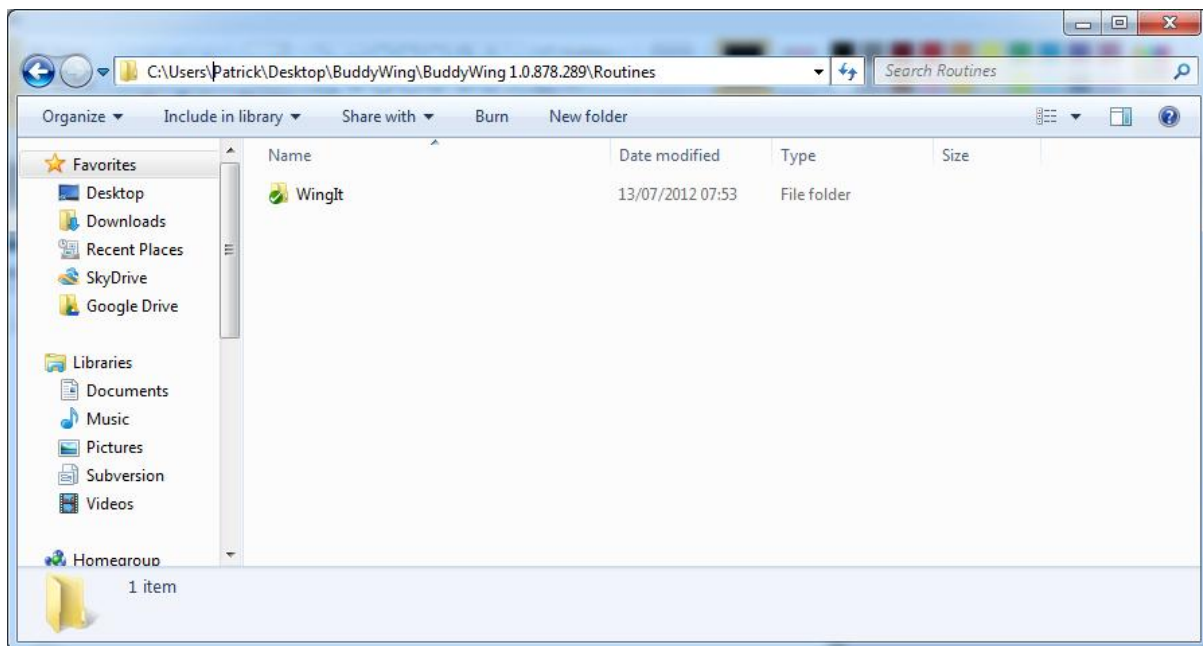 C:\Users\Patrick\Desktop\BuddyWing\BuddyWing 1.0.878.289\Routines
Search Routines
Organize
Include in library
Share with
Burn
New folder
Favorites
Desktop
Downloads
Recent Places
SkyDrive
Google Drive
Libraries
Documents
Music
Pictures
Subversion
Videos
Homegroup
Name
Date modified
Type
Size
WingIt
13/07/2012 07:53
File folder
1 item